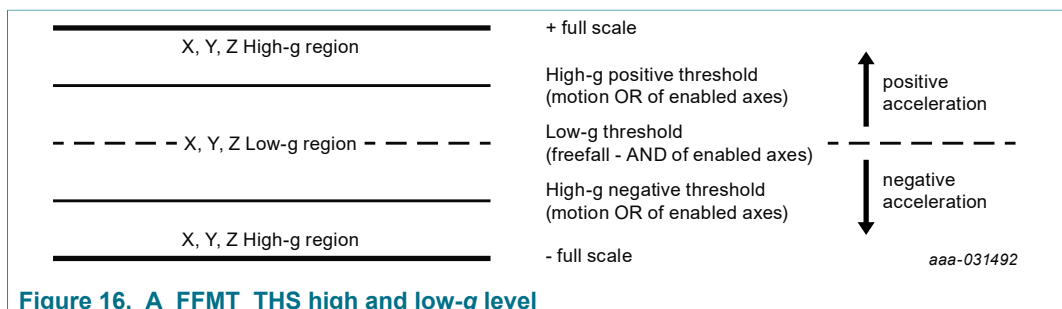 X, Y, Z High-g region
+ full scale
High-g positive threshold
(motion OR of enabled axes)
positive
acceleration
X, Y, Z Low-g region
Low-g threshold
(freefall - AND of enabled axes)
High-g negative threshold
(motion OR of enabled axes)
negative
acceleration
X, Y, Z High-g region
- full scale
aaa-031492
Figure 16. A_FFMT_THS high and low-g level